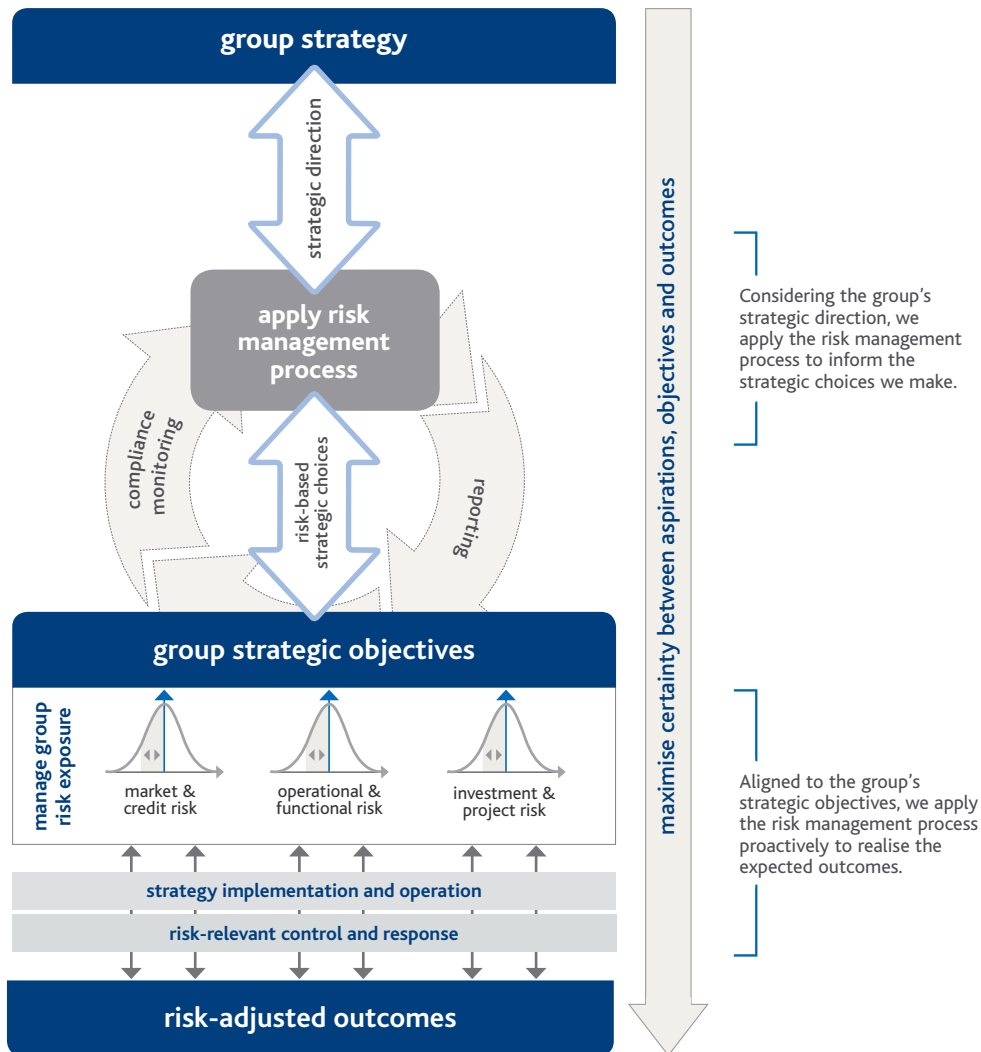 group strategy
strategic direction
apply risk
management
process
compliance
monitoring
risk-based
strategic choices
reporting
group strategic objectives
manage group
risk exposure
market &
credit risk
operational &
functional risk
investment &
project risk
strategy implementation and operation
risk-relevant control and response
risk-adjusted outcomes
maximise certainty between aspirations, objectives and outcomes
Considering the group's
strategic direction, we
apply the risk management
process to inform the
strategic choices we make.
Aligned to the group's
strategic objectives, we apply
the risk management process
proactively to realise the
expected outcomes.